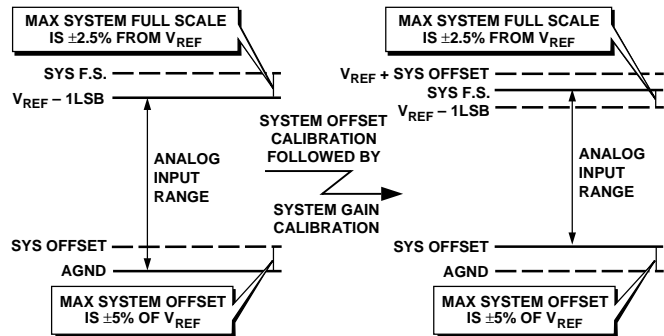 MAX SYSTEM FULL SCALE
IS ±2.5% FROM VREF
SYS F.S.
VREF – 1LSB
ANALOG
INPUT
RANGE
SYS OFFSET
AGND
MAX SYSTEM OFFSET
IS ±5% OF VREF
SYSTEM OFFSET
CALIBRATION
FOLLOWED BY
SYSTEM GAIN
CALIBRATION
MAX SYSTEM FULL SCALE
IS ±2.5% FROM VREF
VREF + SYS OFFSET
SYS F.S.
VREF – 1LSB
ANALOG
INPUT
RANGE
SYS OFFSET
AGND
MAX SYSTEM OFFSET
IS ±5% OF VREF